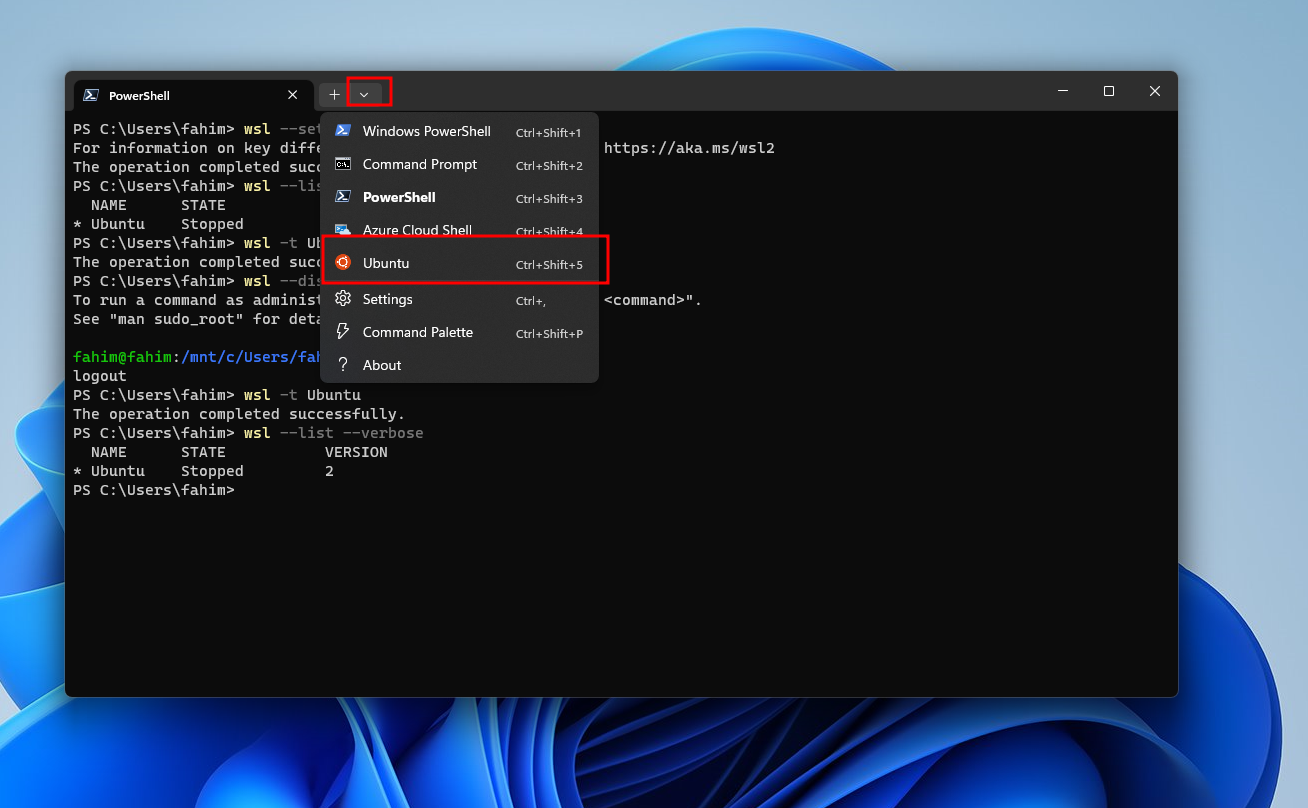 PowerShell
PS C:\Users\fahim> wsl --set
For information on key diffe https://aka.ms/wsl2
The operation completed succ
PS C:\Users\fahim> wsl --lis
NAME STATE
* Ubuntu Stopped
PS C:\Users\fahim> wsl -t Ub
The operation completed succ
PS C:\Users\fahim> wsl --dis
To run a command as administ <command>".
See "man sudo_root" for deta
fahim@fahim:/mnt/c/Users/fah
logout
PS C:\Users\fahim> wsl -t Ubuntu
The operation completed successfully.
PS C:\Users\fahim> wsl --list --verbose
NAME STATE VERSION
* Ubuntu Stopped 2
PS C:\Users\fahim>
Windows PowerShell Ctrl+Shift+1
Command Prompt Ctrl+Shift+2
PowerShell Ctrl+Shift+3
Azure Cloud Shell Ctrl+Shift+4
Ubuntu Ctrl+Shift+5
Settings Ctrl+,
Command Palette Ctrl+Shift+P
About